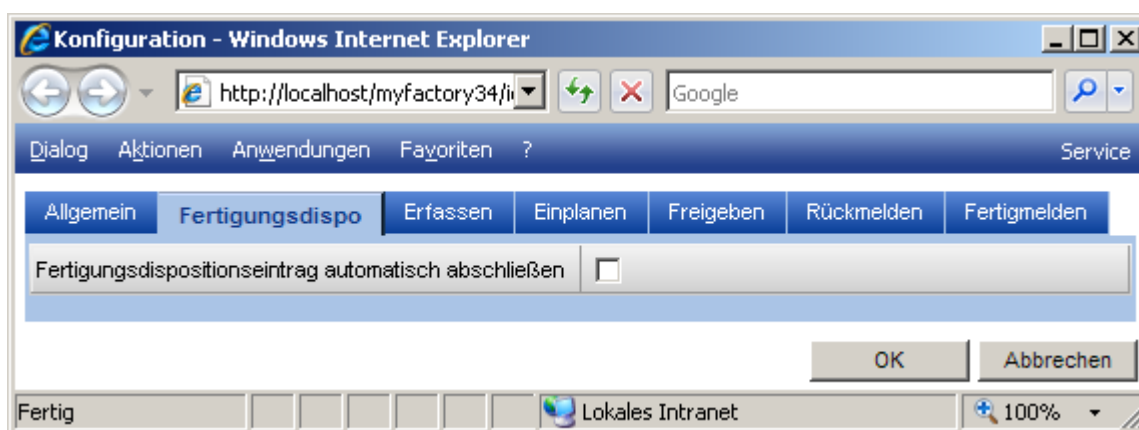 Konfiguration - Windows Internet Explorer
http://localhost/myfactory34/i
Google
Dialog Aktionen Anwendungen Favoriten ? Service
Allgemein Fertigungsdispo Erfassen Einplanen Freigeben Rückmelden Fertigmelden
Fertigungsdispositionseintrag automatisch abschließen
OK Abbrechen
Fertig Lokales Intranet 100%